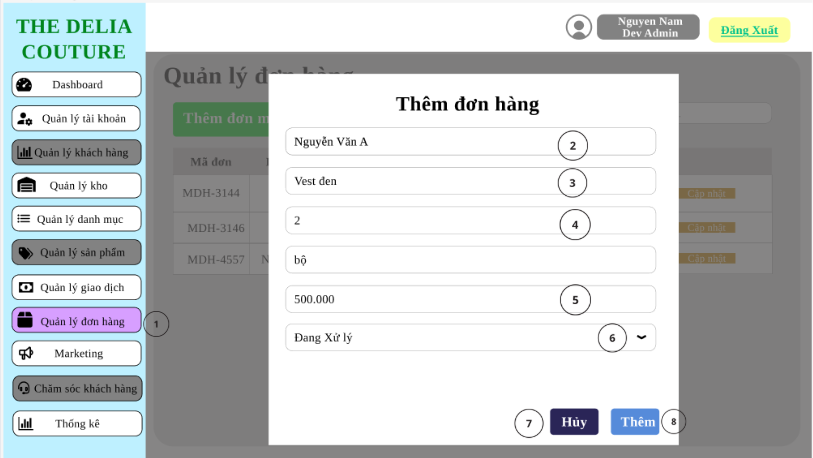 THE DELIA
COUTURE
Nguyen Nam
Dev Admin
Đăng Xuất
Dashboard
Quản lý tài khoản
Quản lý khách hàng
Quản lý kho
Quản lý danh mục
Quản lý sản phẩm
Quản lý giao dịch
Quản lý đơn hàng
1
Marketing
Chăm sóc khách hàng
Thống kê
Quản lý đơn hàng
Thêm đơn m
Mã đơn
MDH-3144
Cập nhật
MDH-3146
Cập nhật
MDH-4557
N
Cập nhật
Thêm đơn hàng
Nguyễn Văn A
2
Vest đen
3
2
4
bộ
500.000
5
Đang Xử lý
6
7
Hủy
Thêm
8